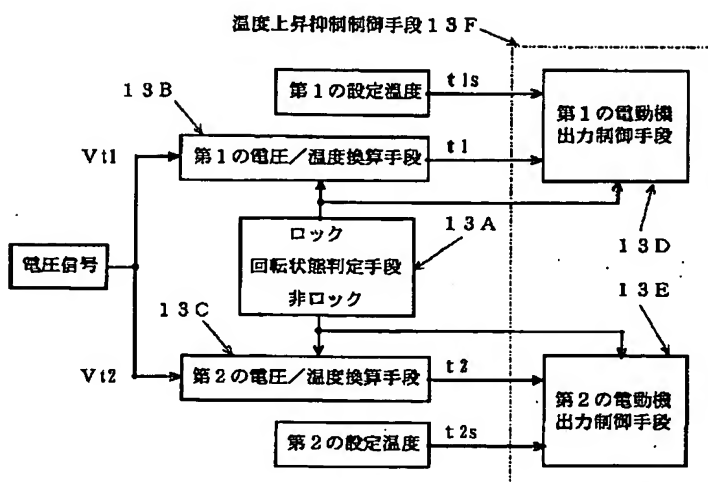 温度上昇抑制制御手段13F
第1の設定温度
t1s
13B
第1の電動機
出力制御手段
Vt1
第1の電圧/温度換算手段
t1
13A
13D
電圧信号
ロック
回転状態判定手段
非ロック
13E
13C
Vt2
第2の電圧/温度換算手段
t2
第2の電動機
出力制御手段
第2の設定温度
t2s